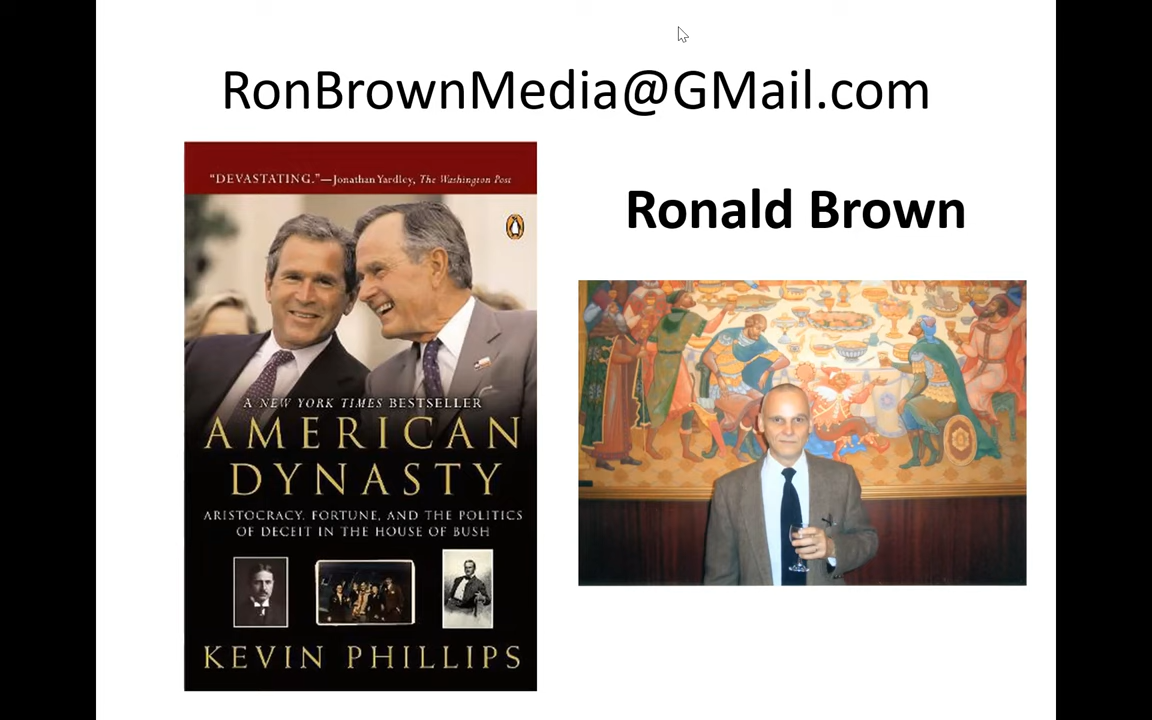 RonBrownMedia@GMail.com
"DEVASTATING."—Jonathan Yardley, The Washington Post
Ronald Brown
A NEW YORK TIMES BESTSELLER
AMERICAN
DYNASTY
ARISTOCRACY, FORTUNE, AND THE POLITICS
OF DECEIT IN THE HOUSE OF BUSH
KEVIN PHILLIPS